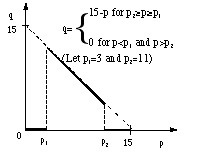 q
15
15-p for p₂≥p≥p₁
q=
0 for p<p₁ and p>p₂
(Let p₁=3 and p₂=11)
0
p₁
p₂
15
p